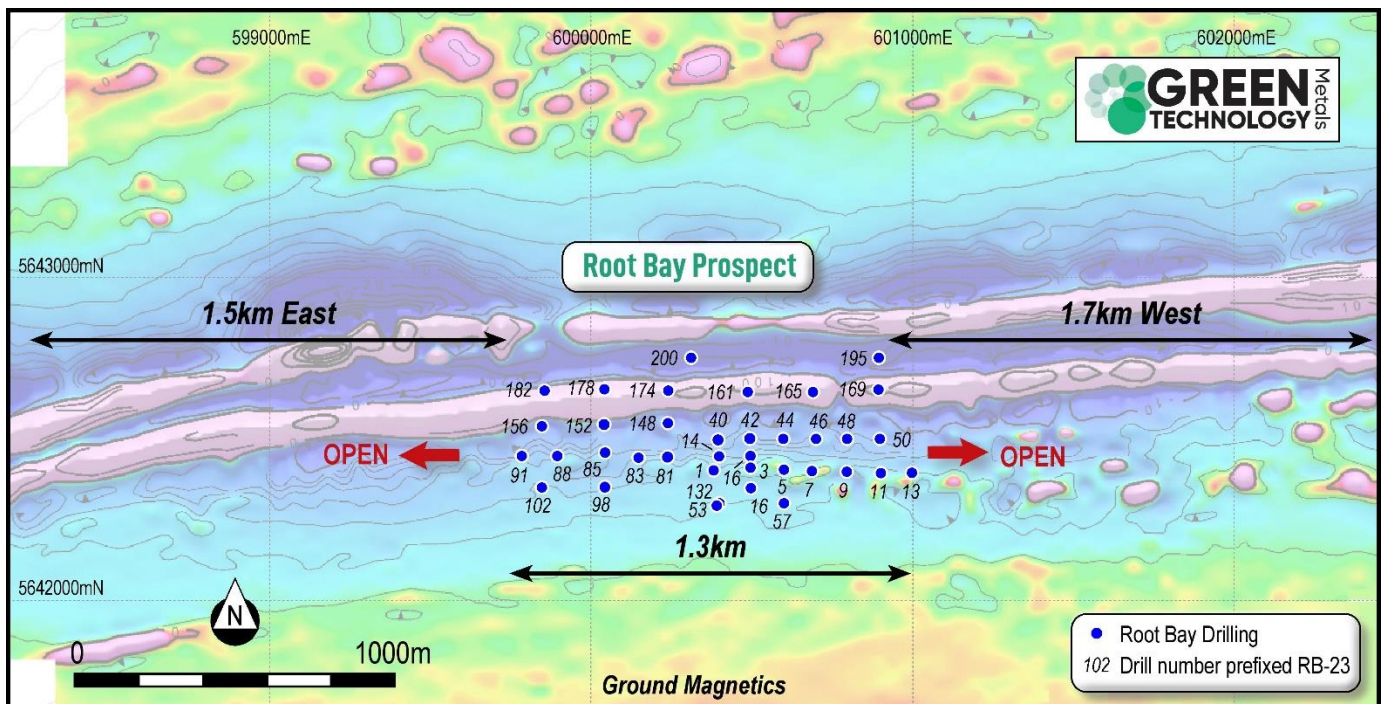 599000mE 600000mE 601000mE 602000mE
GREEN
TECHNOLOGY
Metals
5643000mN
Root Bay Prospect
1.5km East
1.7km West
200 195
182 178 174 161 165 169
156 152 148 40 42 44 46 48 50
14
OPEN
OPEN
91 88 85 83 81 1 16 3 5 7 9 11 13
102 98 132 16
53 57
1.3km
5642000mN
N
0 1000m
Ground Magnetics
Root Bay Drilling
102 Drill number prefixed RB-23